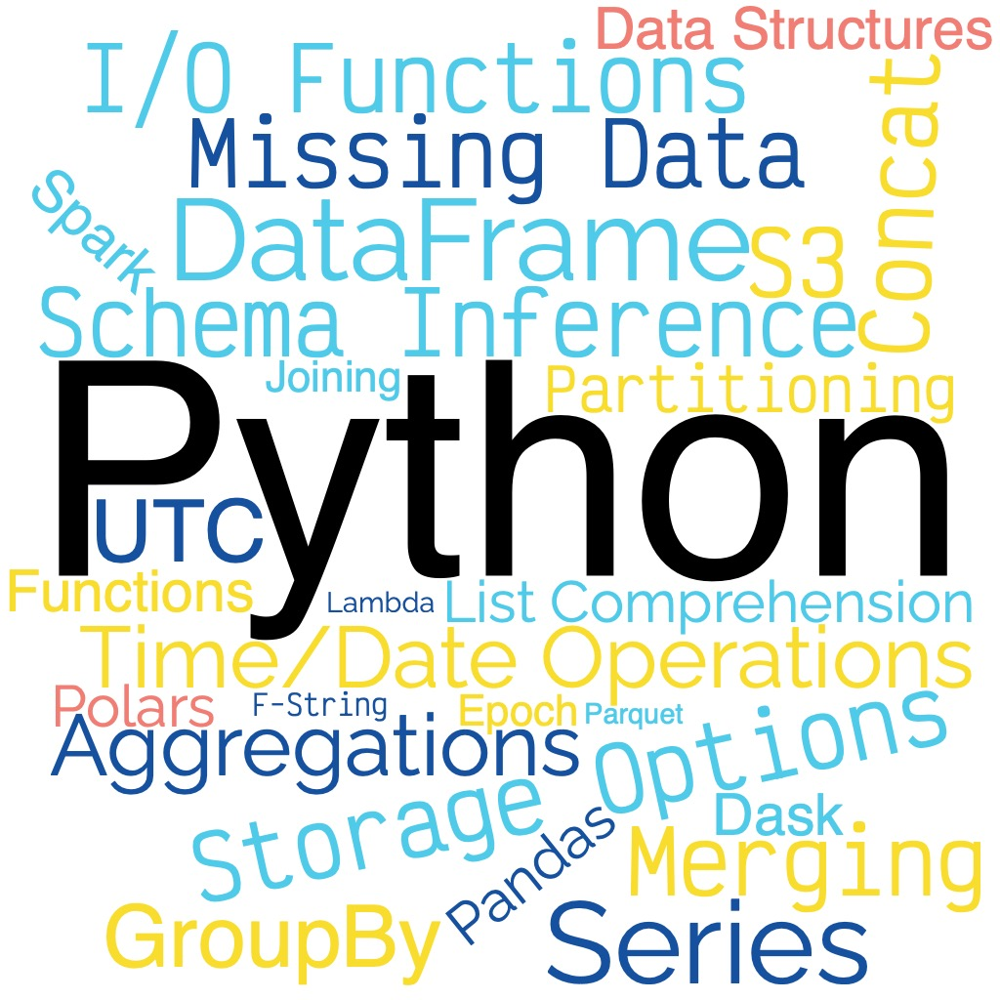 Data Structures
I/O Functions
Concat
Missing Data
Spark
DataFrame
S3
Schema Inference
Joining
Partitioning
Python
UTC
Functions
Lambda
List Comprehension
Time/Date Operations
Polars
F-String
Epoch
Parquet
Aggregations
Storage Options
Dask
Pandas
Merging
GroupBy
Series